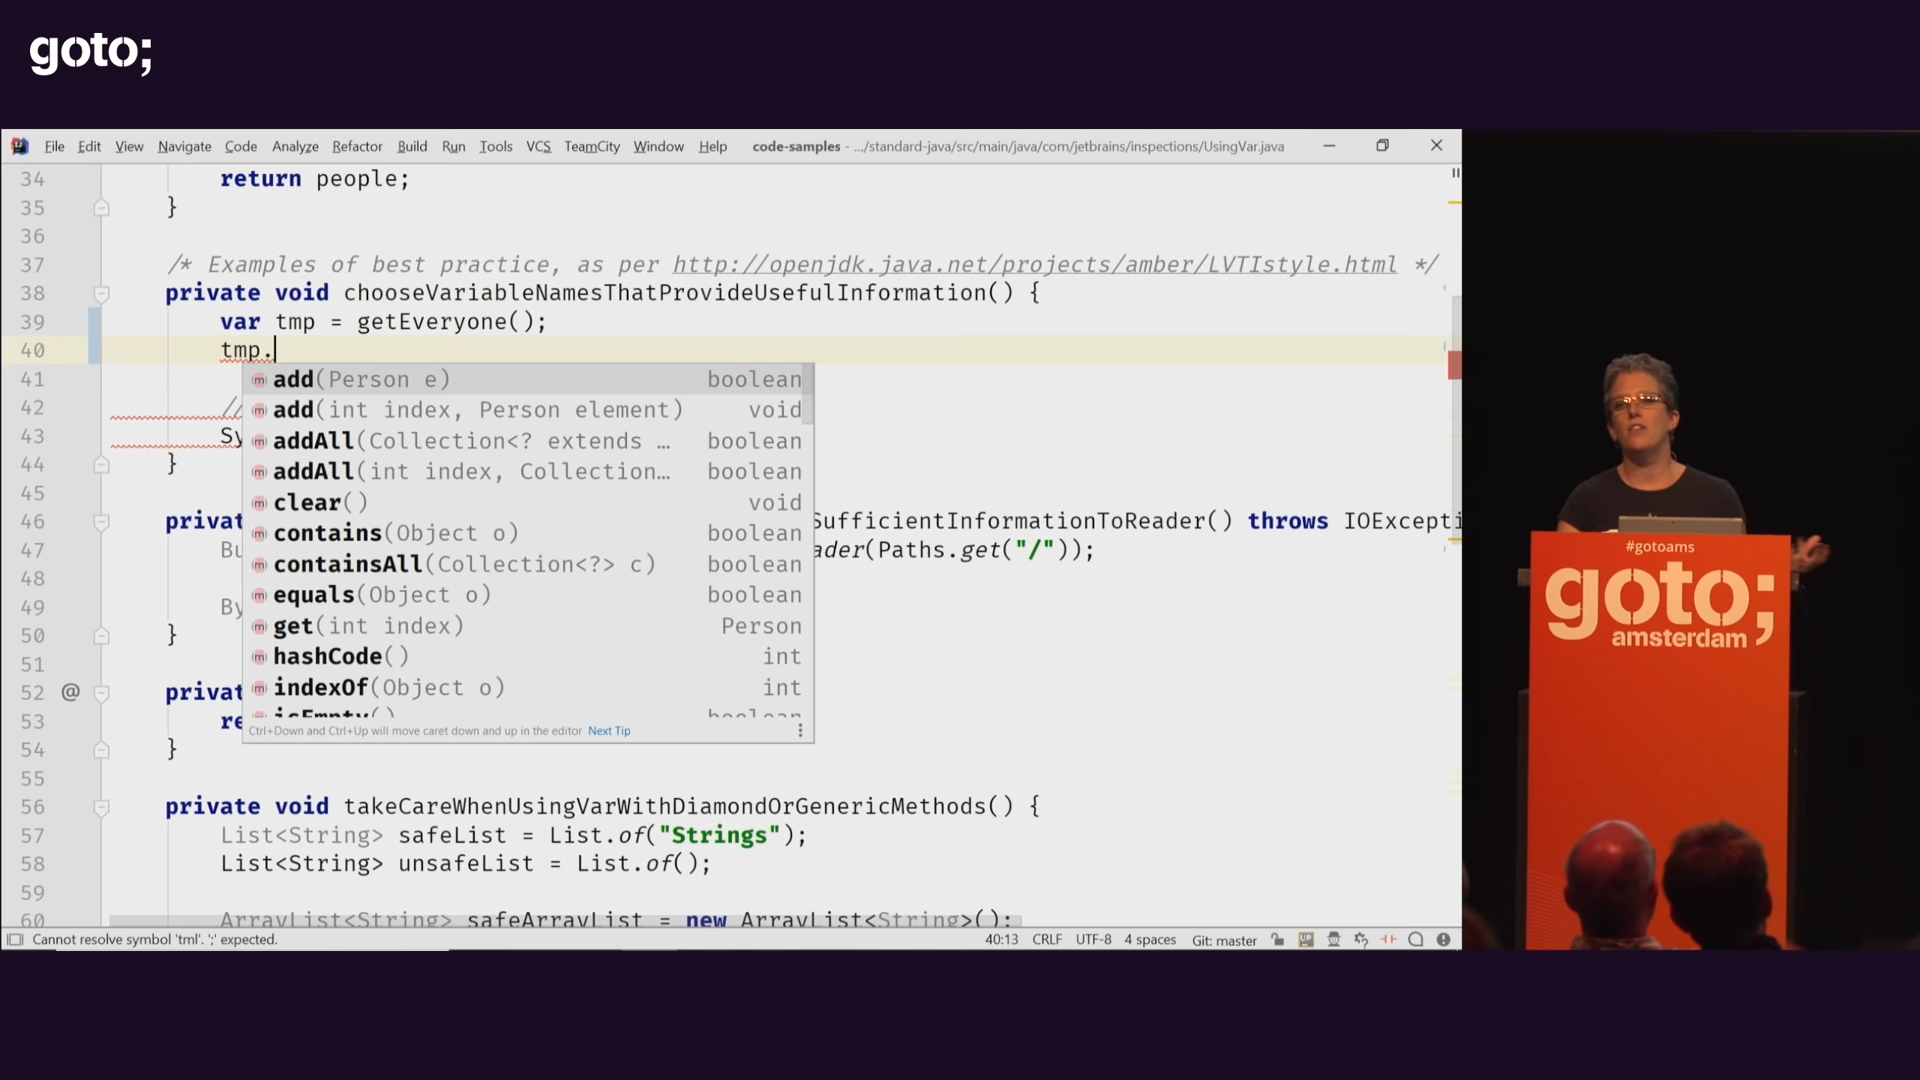 goto;
File Edit View Navigate Code Analyze Refactor Build Run Tools VCS TeamCity Window Help code-samples - .../standard-java/src/main/java/com/jetbrains/inspections/UsingVar.java
34 return people;
35 }
36
37 /* Examples of best practice, as per http://openjdk.java.net/projects/amber/LVTIstyle.html */
38 private void chooseVariableNamesThatProvideUsefulInformation() {
39 var tmp = getEveryone();
40 tmp.
41 add(Person e) boolean
42 // add(int index, Person element) void
43 Sy addAll(Collection<? extends … boolean
44 } addAll(int index, Collection… boolean
45 clear() void
46 privat SufficientInformationToReader() throws IOExcepti
contains(Object o) boolean
47 Bu ader(Paths.get("/"));
48 containsAll(Collection<?> c) boolean
49 By equals(Object o) boolean
50 } get(int index) Person
51 hashCode() int
52 @ privat indexOf(Object o) int
53 re isEmpty() boolean
Ctrl+Down and Ctrl+Up will move caret down and up in the editor Next Tip
54 }
55
56 private void takeCareWhenUsingVarWithDiamondOrGenericMethods() {
57 List<String> safeList = List.of("Strings");
58 List<String> unsafeList = List.of();
59
60 ArrayList<String> safeArrayList = new ArrayList<String>();
Cannot resolve symbol 'tml'. ';' expected. 40:13 CRLF UTF-8 4 spaces Git: master
#gotoams
goto;
amsterdam